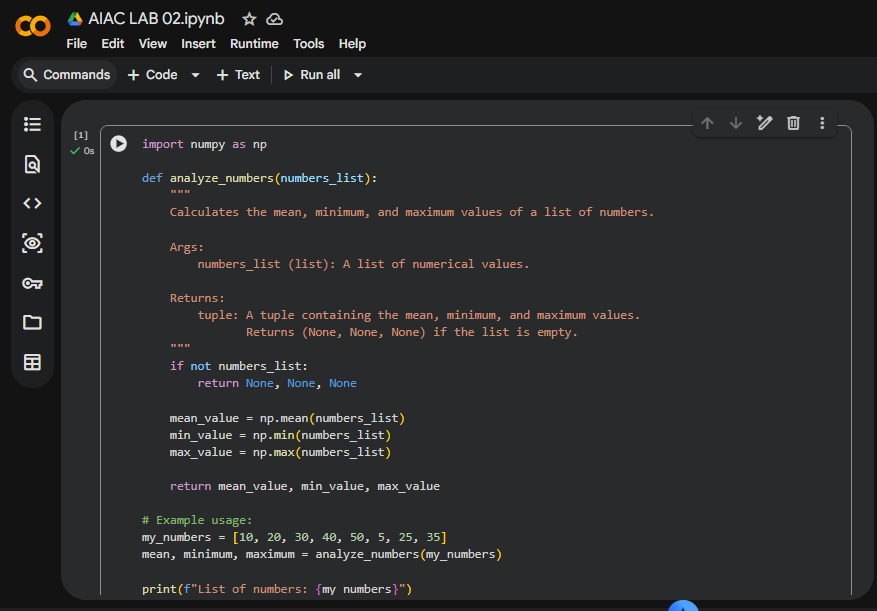 AIAC LAB 02.ipynb
File Edit View Insert Runtime Tools Help
Commands + Code + Text Run all
[1]
0s
import numpy as np
def analyze_numbers(numbers_list):
"""
Calculates the mean, minimum, and maximum values of a list of numbers.
Args:
numbers_list (list): A list of numerical values.
Returns:
tuple: A tuple containing the mean, minimum, and maximum values.
Returns (None, None, None) if the list is empty.
"""
if not numbers_list:
return None, None, None
mean_value = np.mean(numbers_list)
min_value = np.min(numbers_list)
max_value = np.max(numbers_list)
return mean_value, min_value, max_value
# Example usage:
my_numbers = [10, 20, 30, 40, 50, 5, 25, 35]
mean, minimum, maximum = analyze_numbers(my_numbers)
print(f"List of numbers: {my_numbers}")